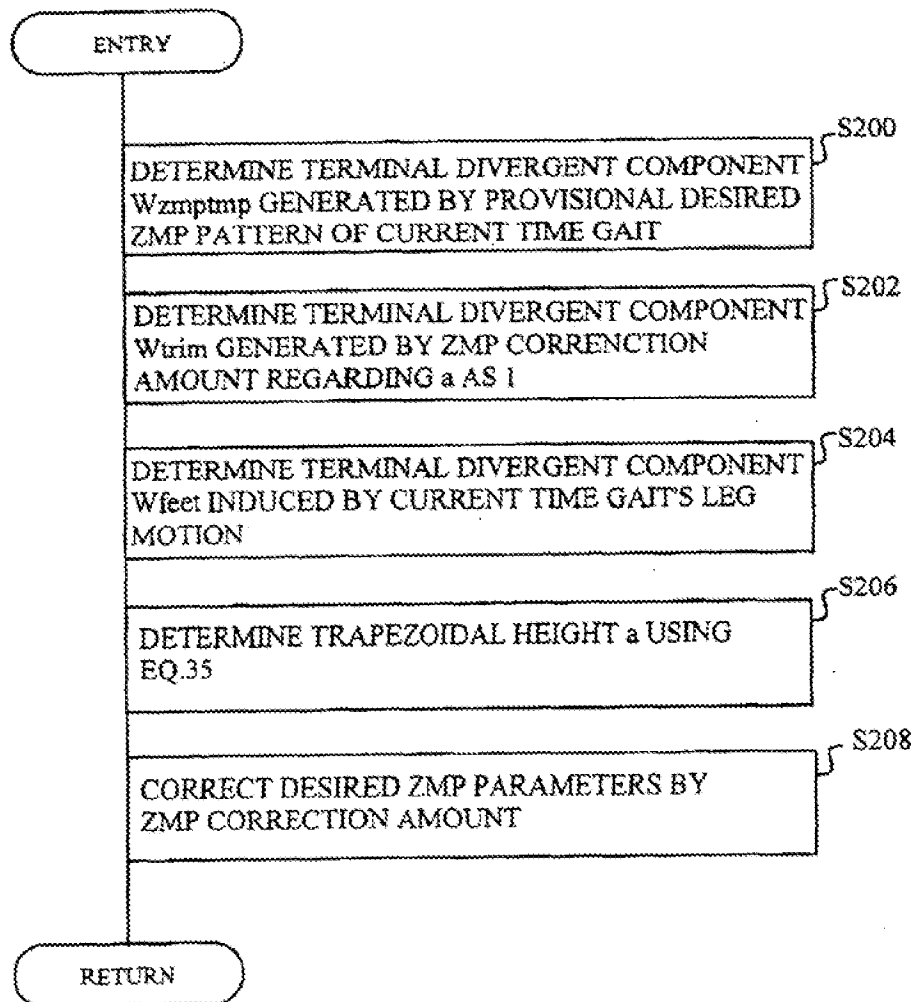 ENTRY
S200
DETERMINE TERMINAL DIVERGENT COMPONENT
Wzmptmp GENERATED BY PROVISIONAL DESIRED
ZMP PATTERN OF CURRENT TIME GAIT
S202
DETERMINE TERMINAL DIVERGENT COMPONENT
Wtrim GENERATED BY ZMP CORRENCTION
AMOUNT REGARDING a AS 1
S204
DETERMINE TERMINAL DIVERGENT COMPONENT
Wfeet INDUCED BY CURRENT TIME GAIT'S LEG
MOTION
S206
DETERMINE TRAPEZOIDAL HEIGHT a USING
EQ.35
S208
CORRECT DESIRED ZMP PARAMETERS BY
ZMP CORRECTION AMOUNT
RETURN